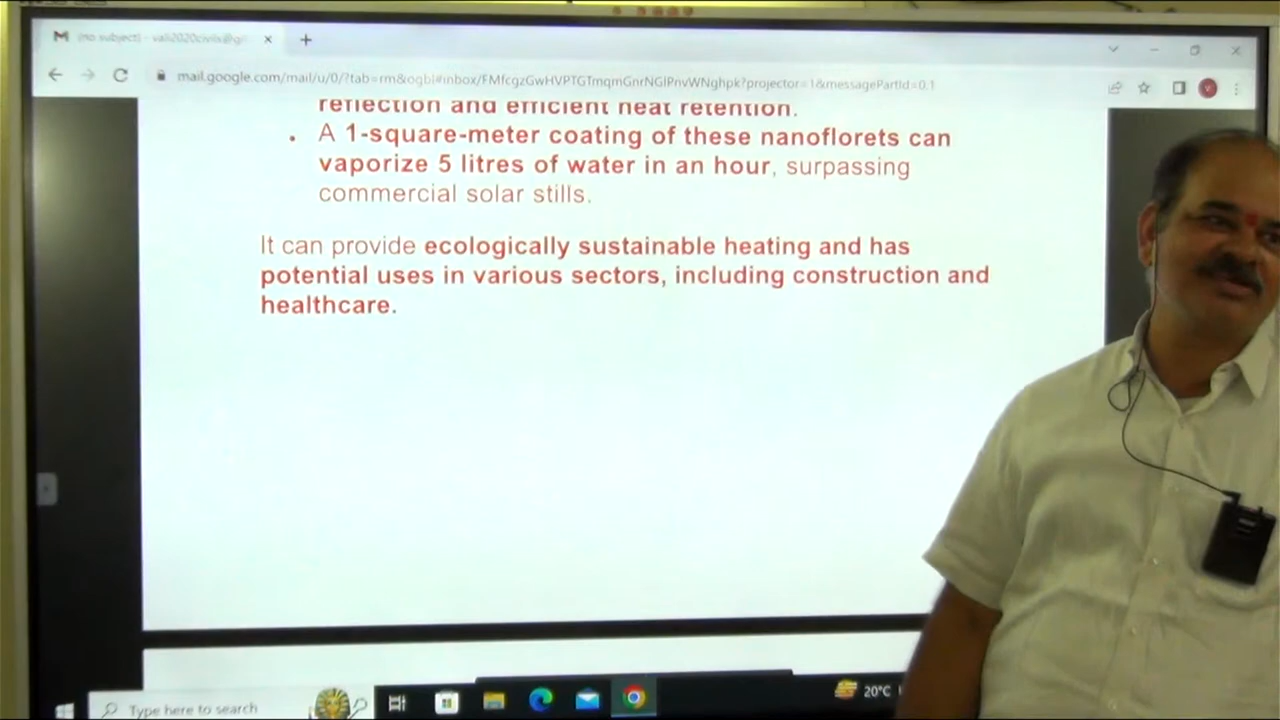 (no subject) - vali2020civils@g
mail.google.com/mail/u/0/?tab=rm&ogbl#inbox/FMfcgzGwHVPTGTmqmGnrNGlPnvWNghpk?projector=1&messagePartId=0.1
reflection and efficient heat retention.
• A 1-square-meter coating of these nanoflorets can
vaporize 5 litres of water in an hour, surpassing
commercial solar stills.
It can provide ecologically sustainable heating and has
potential uses in various sectors, including construction and
healthcare.
Type here to search
20°C